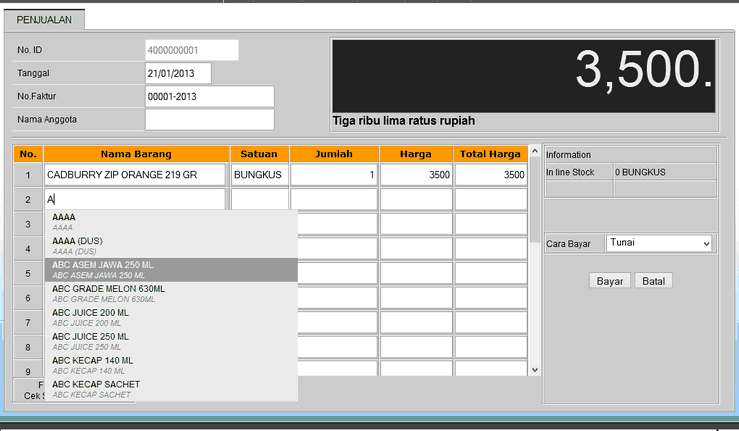 PENJUALAN
No. ID 4000000001
Tanggal 21/01/2013
No.Faktur 00001-2013
Nama Anggota
3,500.
Tiga ribu lima ratus rupiah
No. Nama Barang Satuan Jumlah Harga Total Harga
1 CADBURRY ZIP ORANGE 219 GR BUNGKUS 1 3500 3500
2 A
3
4
5
6
7
8
9
AAAA
AAAA
AAAA (DUS)
AAAA (DUS)
ABC ASEM JAWA 250 ML
ABC ASEM JAWA 250 ML
ABC GRADE MELON 630ML
ABC GRADE MELON 630ML
ABC JUICE 200 ML
ABC JUICE 200 ML
ABC JUICE 250 ML
ABC JUICE 250 ML
ABC KECAP 140 ML
ABC KECAP 140 ML
ABC KECAP SACHET
ABC KECAP SACHET
F
Cek
Information
In line Stock 0 BUNGKUS
Cara Bayar Tunai
Bayar Batal